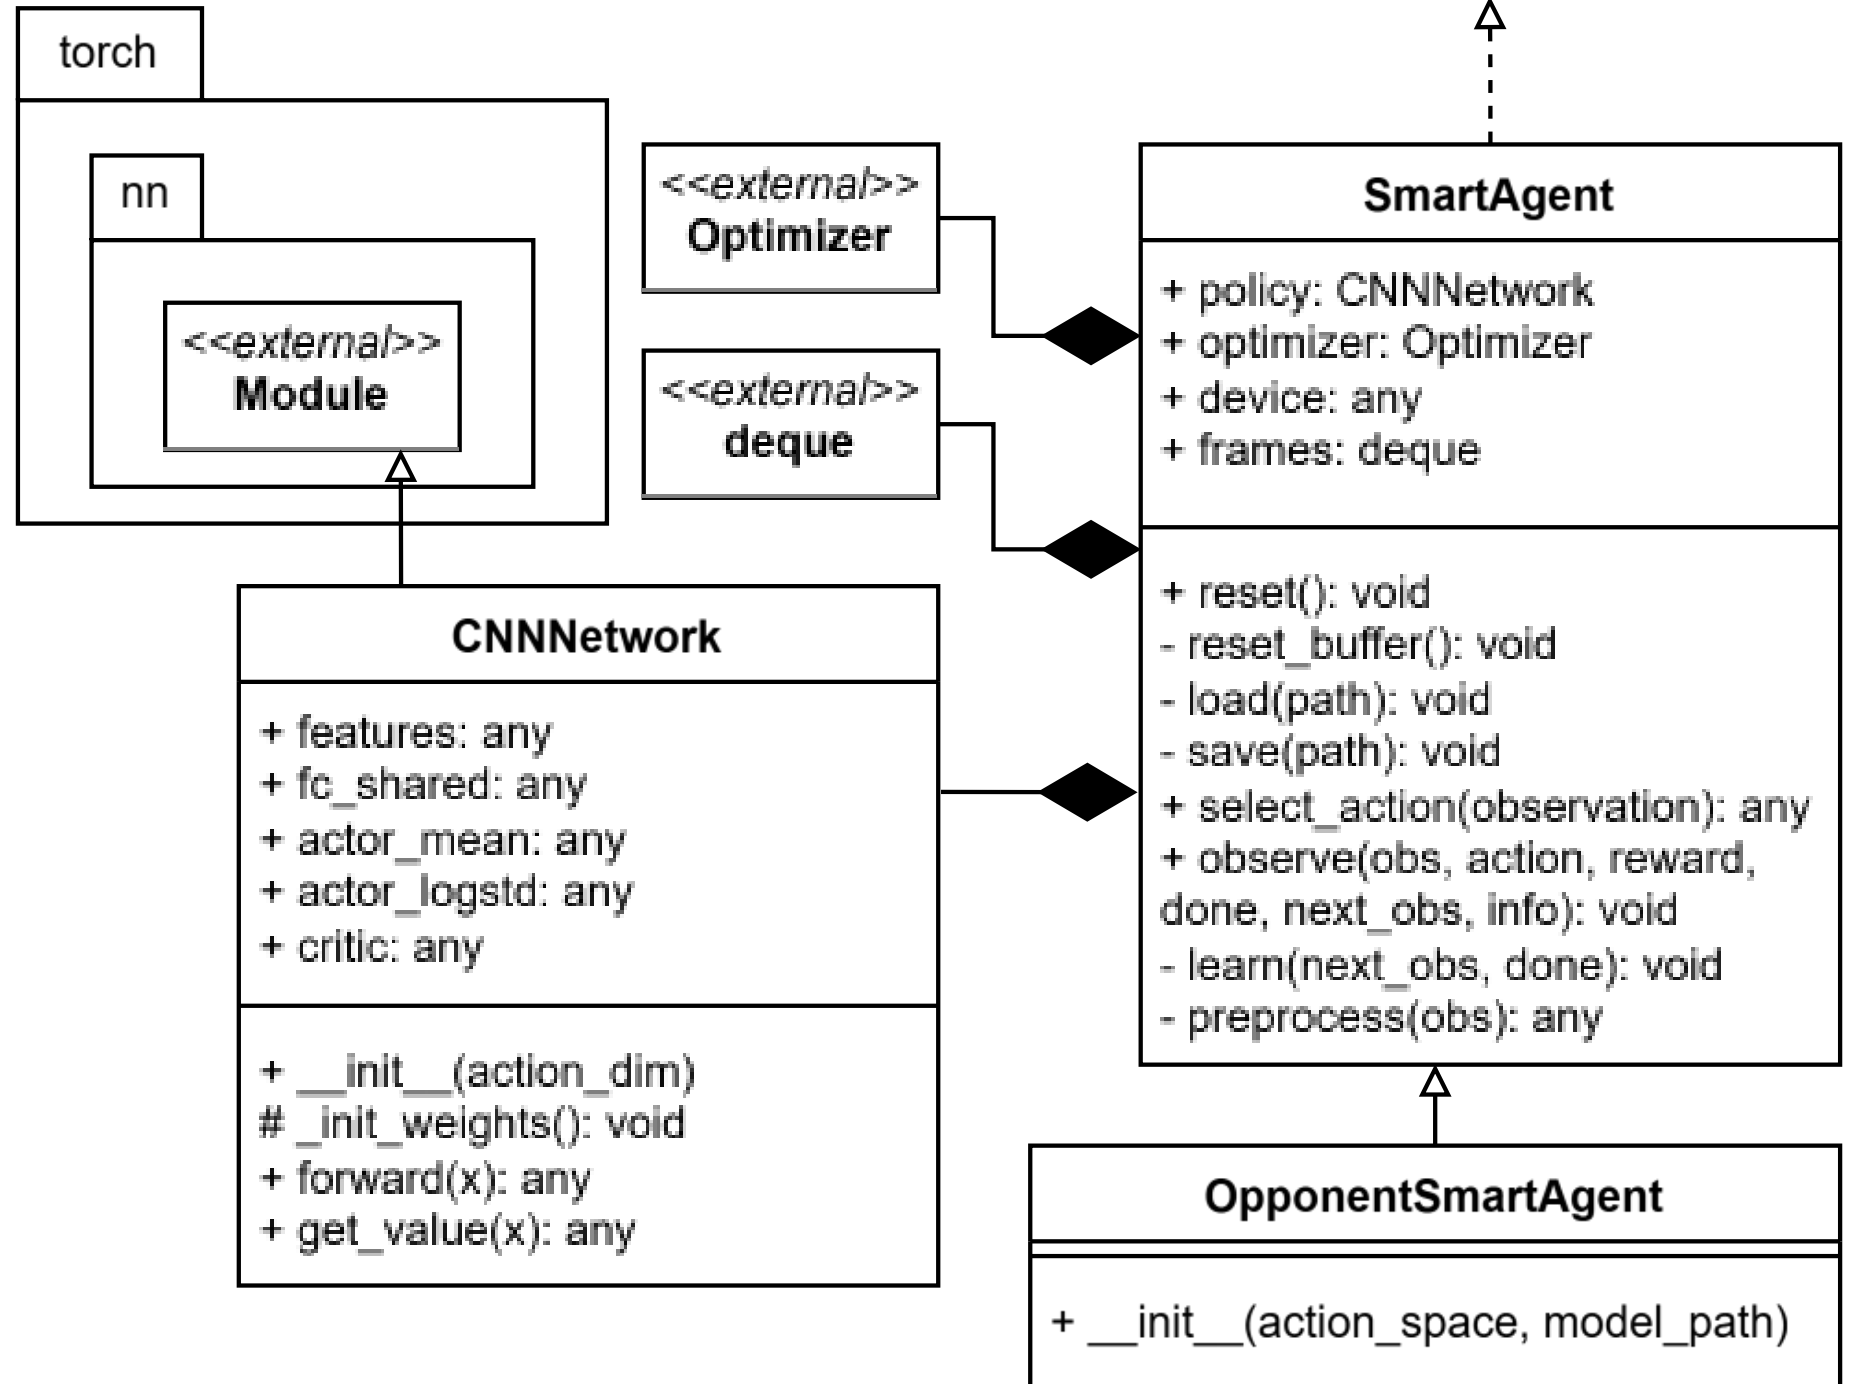 torch
nn
<<external>>
Module
<<external>>
Optimizer
<<external>>
deque
SmartAgent
+ policy: CNNNetwork
+ optimizer: Optimizer
+ device: any
+ frames: deque
+ reset(): void
- reset_buffer(): void
- load(path): void
- save(path): void
+ select_action(observation): any
+ observe(obs, action, reward,
done, next_obs, info): void
- learn(next_obs, done): void
- preprocess(obs): any
CNNNetwork
+ features: any
+ fc_shared: any
+ actor_mean: any
+ actor_logstd: any
+ critic: any
+ __init__(action_dim)
# _init_weights(): void
+ forward(x): any
+ get_value(x): any
OpponentSmartAgent
+ __init__(action_space, model_path)